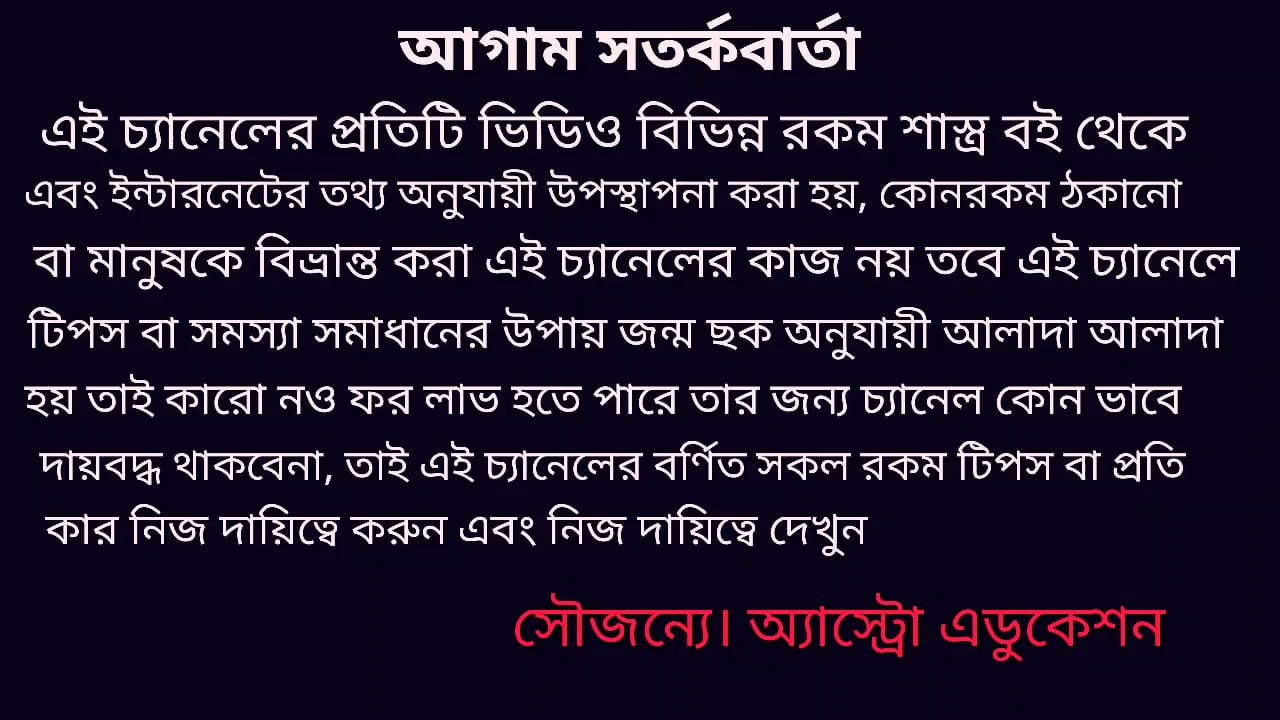 আগাম সতর্কবার্তা
এই চ্যানেলের প্রতিটি ভিডিও বিভিন্ন রকম শাস্ত্র বই থেকে
এবং ইন্টারনেটের তথ্য অনুযায়ী উপস্থাপনা করা হয়, কোনরকম ঠকানো
বা মানুষকে বিভ্রান্ত করা এই চ্যানেলের কাজ নয় তবে এই চ্যানেলে
টিপস বা সমস্যা সমাধানের উপায় জন্ম ছক অনুযায়ী আলাদা আলাদা
হয় তাই কারো নও ফর লাভ হতে পারে তার জন্য চ্যানেল কোন ভাবে
দায়বদ্ধ থাকবেনা, তাই এই চ্যানেলের বর্ণিত সকল রকম টিপস বা প্রতি
কার নিজ দায়িত্বে করুন এবং নিজ দায়িত্বে দেখুন
সৌজন্যে। অ্যাস্ট্রো এডুকেশন